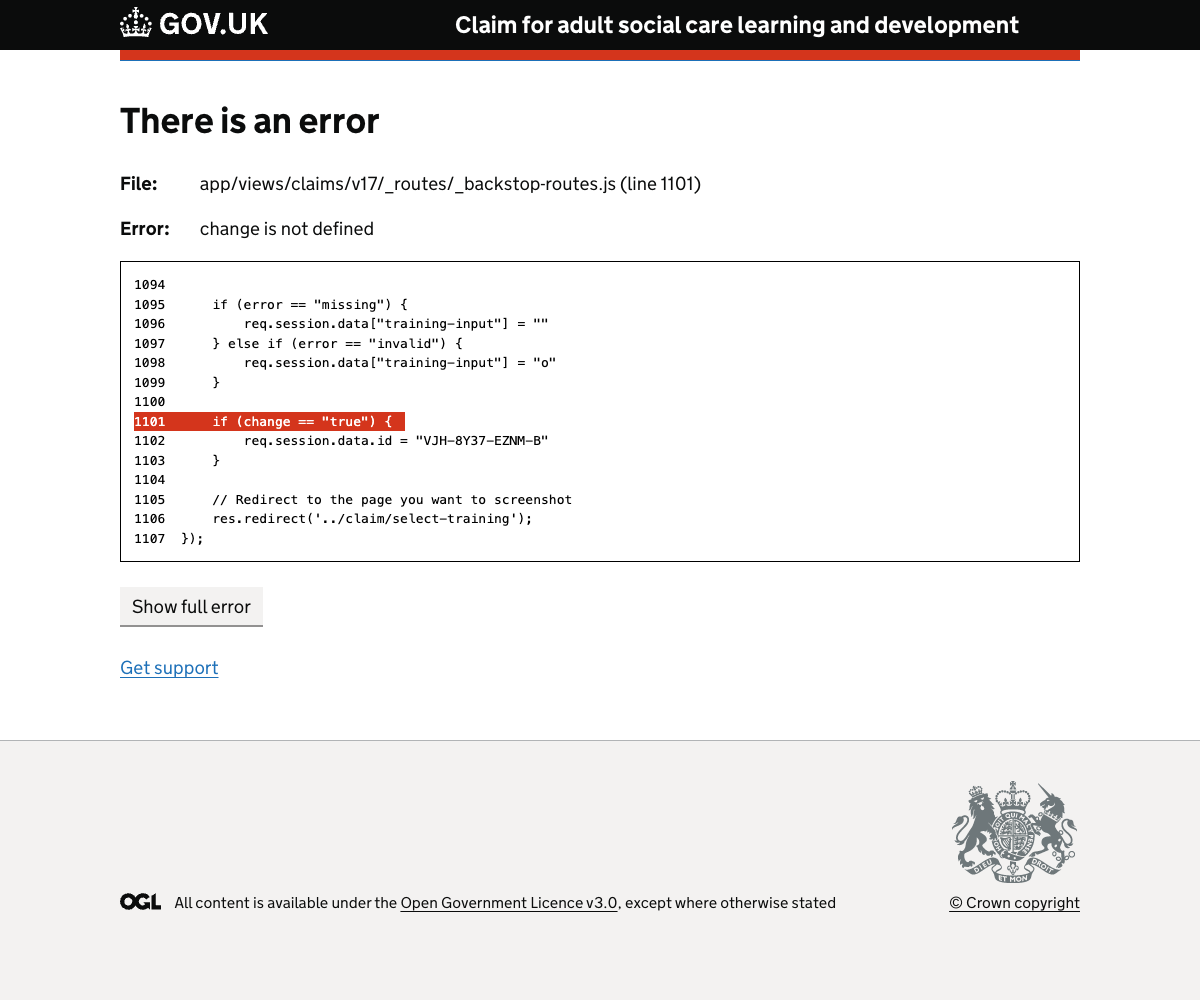 GOV.UK
Claim for adult social care learning and development
There is an error
File: app/views/claims/v17/_routes/_backstop-routes.js (line 1101)
Error: change is not defined
1094
1095      if (error == "missing") {
1096          req.session.data["training-input"] = ""
1097      } else if (error == "invalid") {
1098          req.session.data["training-input"] = "o"
1099      }
1100
1101      if (change == "true") {
1102          req.session.data.id = "VJH-8Y37-EZNM-B"
1103      }
1104
1105      // Redirect to the page you want to screenshot
1106      res.redirect('../claim/select-training');
1107  });
Show full error
Get support
DIEU ET MON DROIT
OGL All content is available under the Open Government Licence v3.0, except where otherwise stated
© Crown copyright